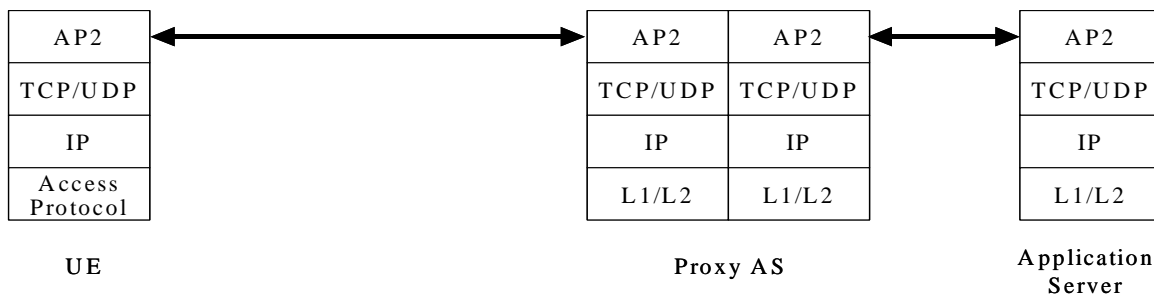 AP2
AP2
AP2
AP2
TCP/UDP
TCP/UDP
TCP/UDP
TCP/UDP
IP
IP
IP
IP
Access
Protocol
L1/L2
L1/L2
L1/L2
UE
Proxy AS
Application
Server